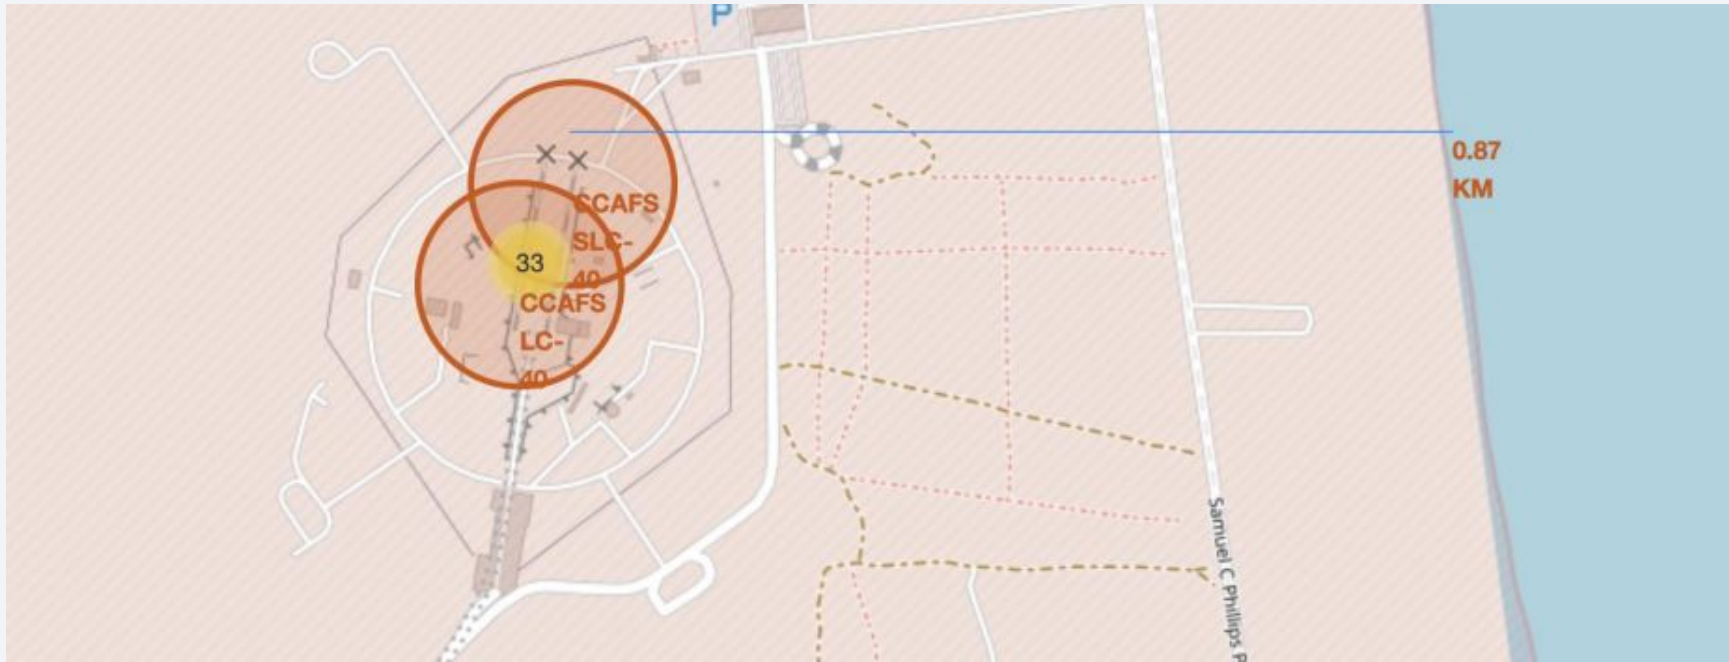 P
0.87
KM
CCAFS
SLC-
40
33
CCAFS
LC-
40
Samuel C Phillips P